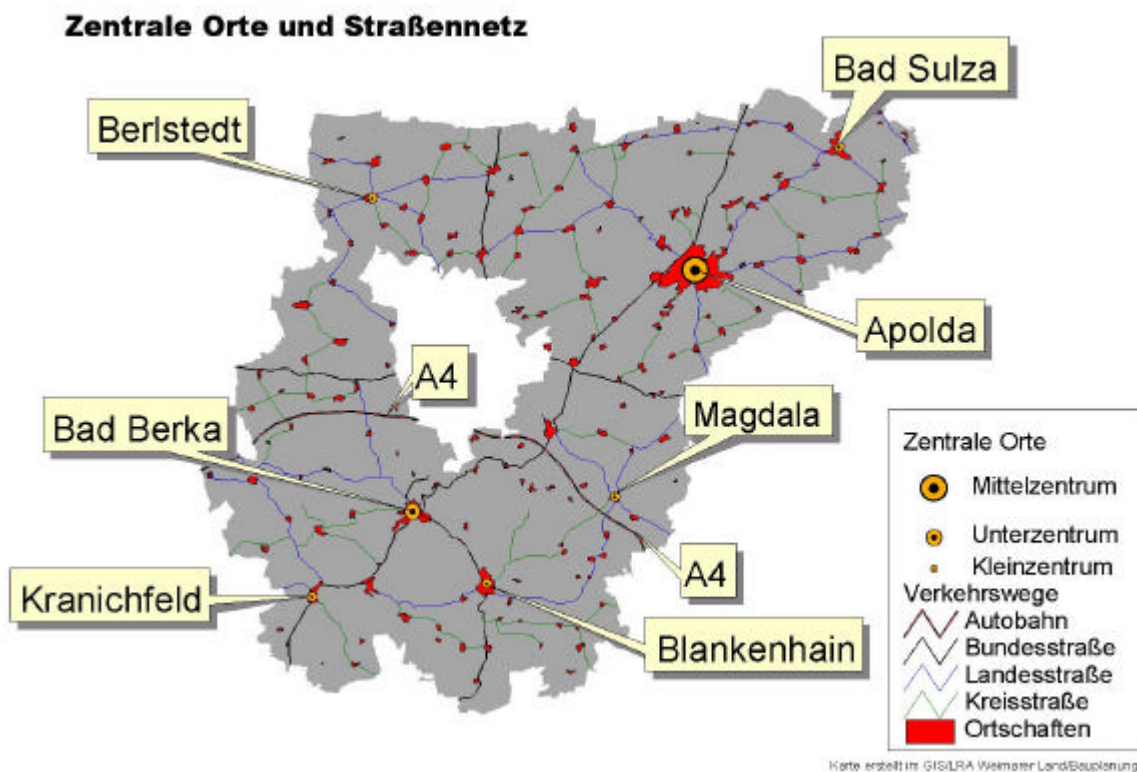 Zentrale Orte und Straßennetz
Bad Sulza
Berlstedt
Apolda
A4
Magdala
Bad Berka
A4
Kranichfeld
Blankenhain
Zentrale Orte
Mittelzentrum
Unterzentrum
Kleinzentrum
Verkehrswege
Autobahn
Bundesstraße
Landesstraße
Kreisstraße
Ortschaften
Karte erstellt im GIS/LRA Weimarer Land/Bauplanung